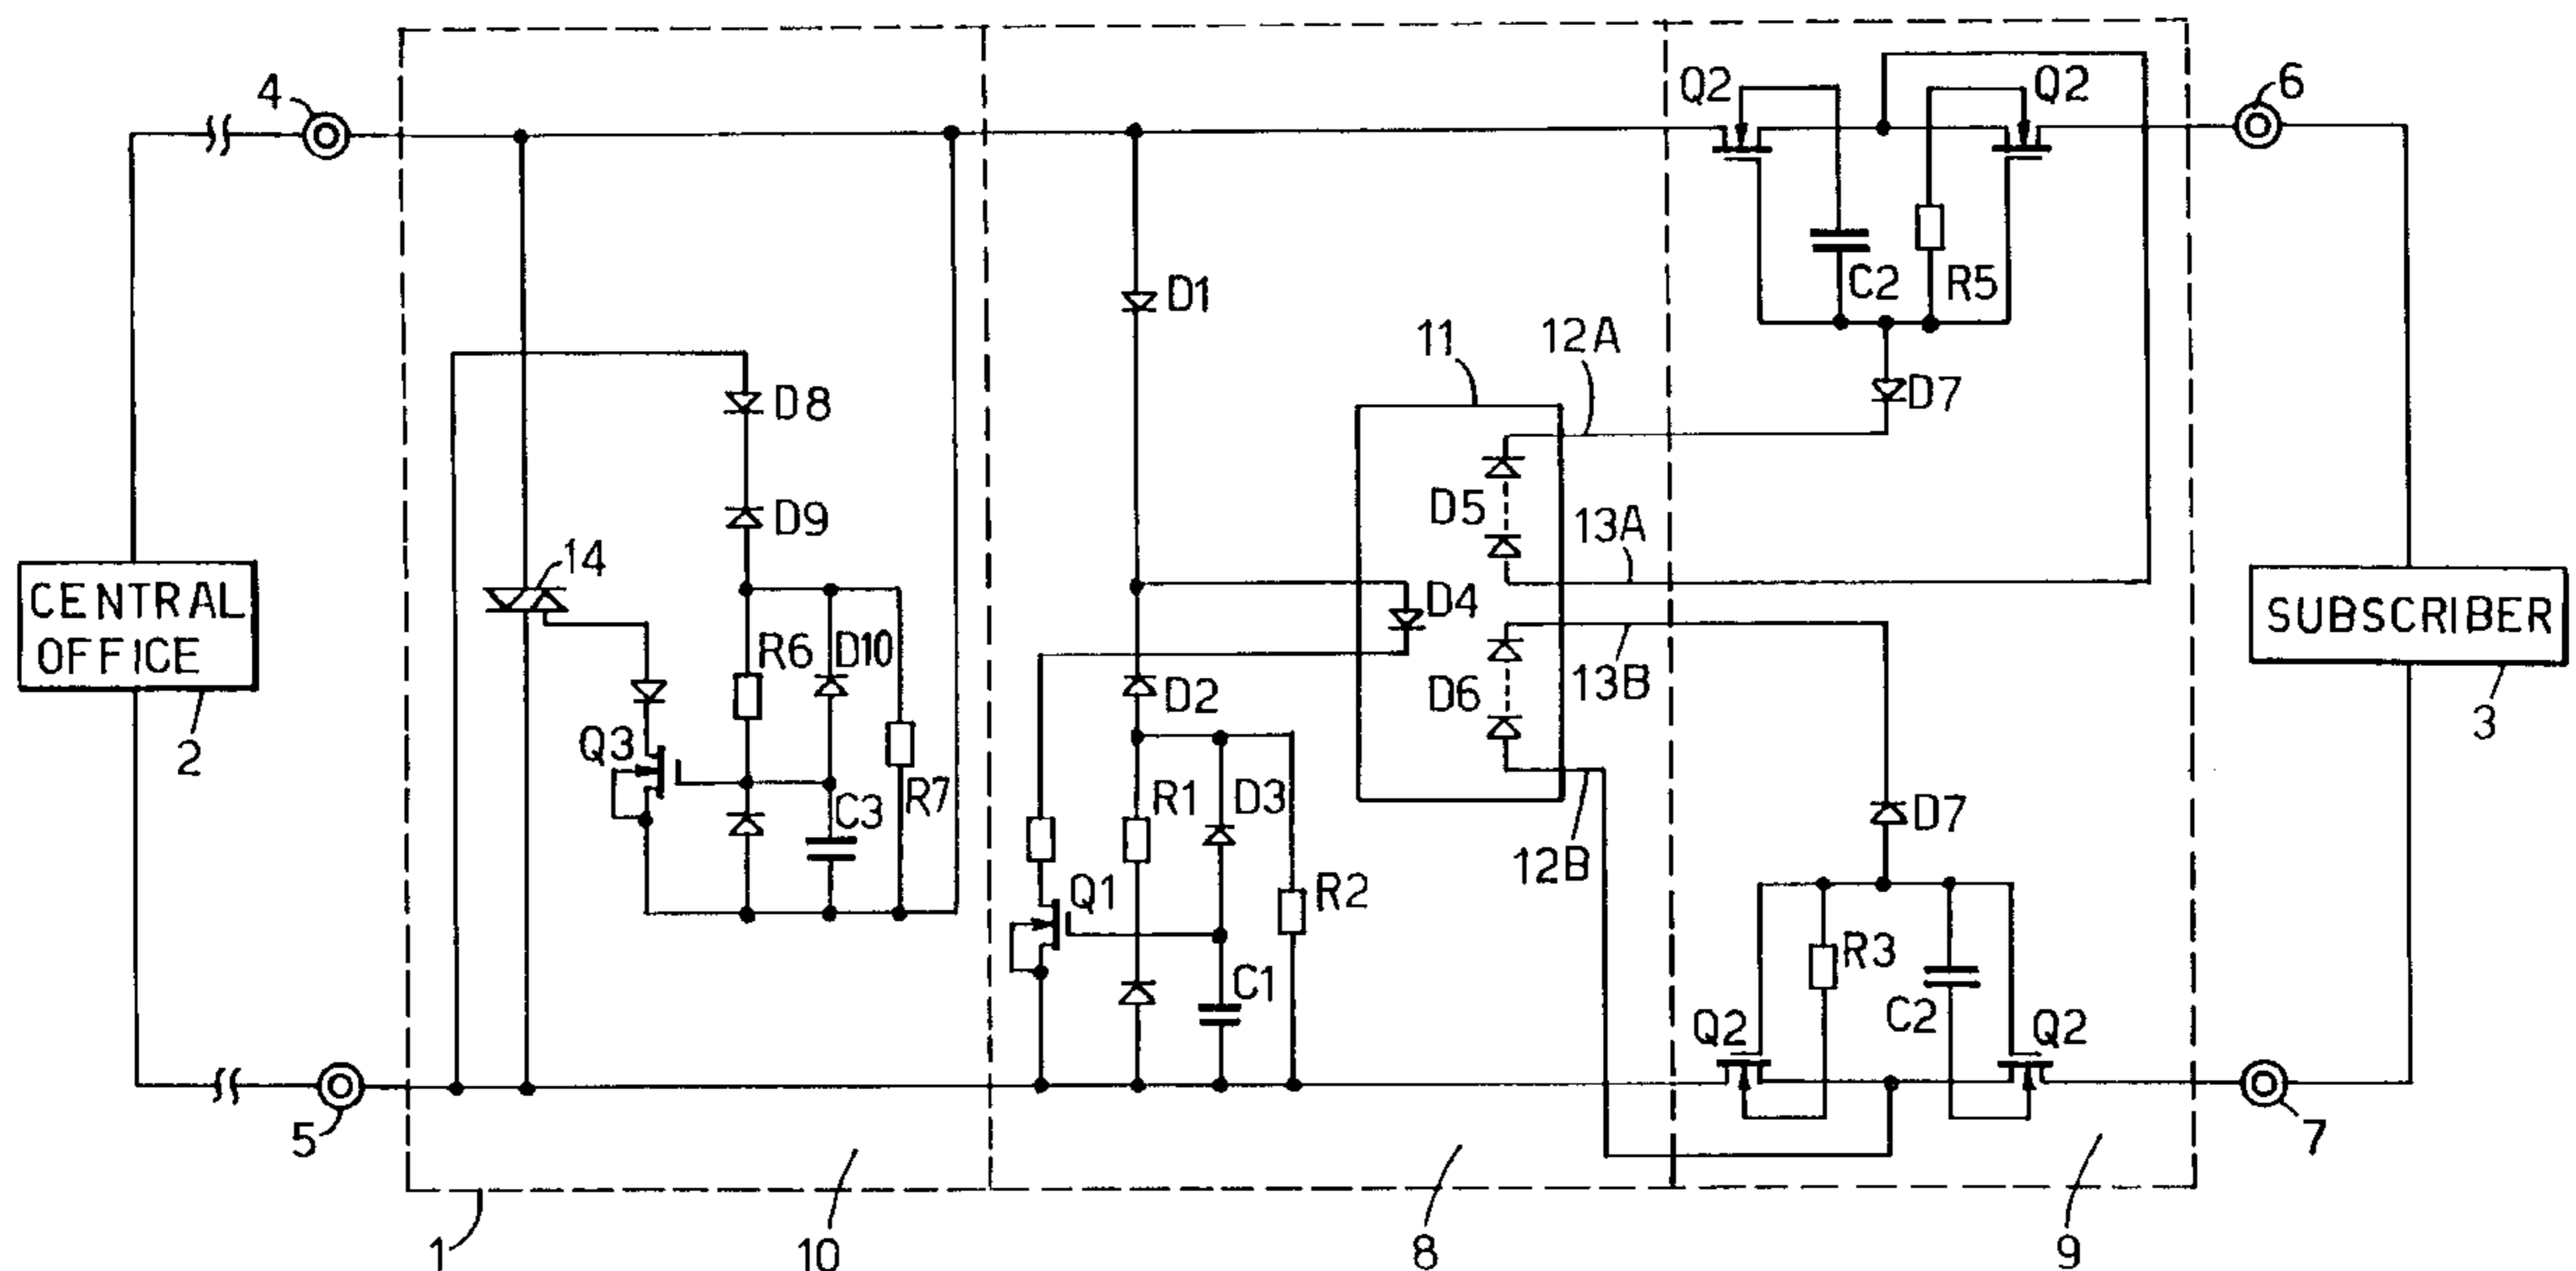 4
Q2
Q2
6
D1
C2
R5
11
12A
D8
D7
D9
D5
13A
14
CENTRAL
OFFICE
D4
SUBSCRIBER
R6
D10
D2
D6
13B
2
Q3
3
C3
R7
R1
D3
D7
12B
Q1
R2
R3
C1
C2
Q2
Q2
5
7
1
10
8
9